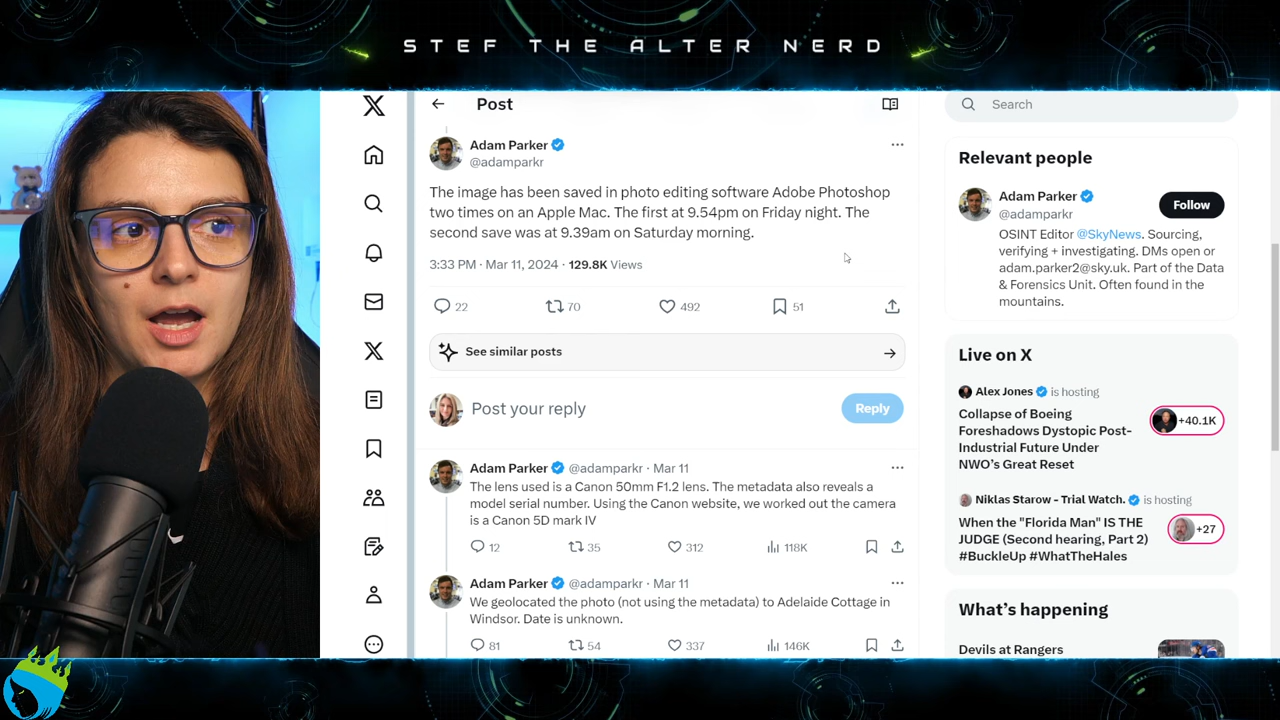 STEF THE ALTER NERD
Post
Adam Parker
@adamparkr
The image has been saved in photo editing software Adobe Photoshop
two times on an Apple Mac. The first at 9.54pm on Friday night. The
second save was at 9.39am on Saturday morning.
3:33 PM · Mar 11, 2024 · 129.8K Views
22 70 492 51
See similar posts
Post your reply
Reply
Adam Parker @adamparkr · Mar 11
The lens used is a Canon 50mm F1.2 lens. The metadata also reveals a
model serial number. Using the Canon website, we worked out the camera
is a Canon 5D mark IV
12 35 312 118K
Adam Parker @adamparkr · Mar 11
We geolocated the photo (not using the metadata) to Adelaide Cottage in
Windsor. Date is unknown.
81 54 337 146K
Search
Relevant people
Adam Parker
@adamparkr
Follow
OSINT Editor @SkyNews. Sourcing,
verifying + investigating. DMs open or
adam.parker2@sky.uk. Part of the Data
& Forensics Unit. Often found in the
mountains.
Live on X
Alex Jones is hosting
Collapse of Boeing
Foreshadows Dystopic Post-
Industrial Future Under
NWO's Great Reset
+40.1K
Niklas Starow - Trial Watch. is hosting
When the "Florida Man" IS THE
JUDGE (Second hearing, Part 2)
#BuckleUp #WhatTheHales
+27
What's happening
Devils at Rangers